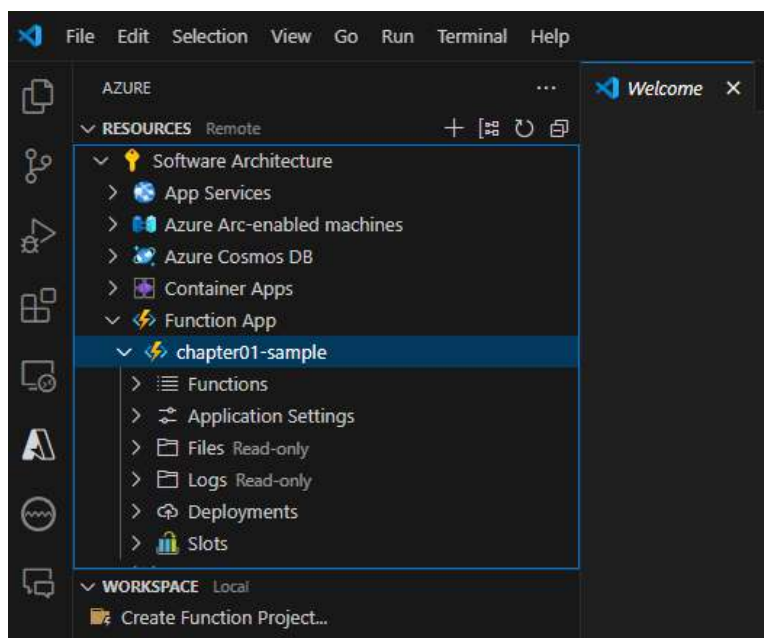 File Edit Selection View Go Run Terminal Help
AZURE
Welcome
RESOURCES Remote
Software Architecture
App Services
Azure Arc-enabled machines
Azure Cosmos DB
Container Apps
Function App
chapter01-sample
Functions
Application Settings
Files Read-only
Logs Read-only
Deployments
Slots
WORKSPACE Local
Create Function Project...